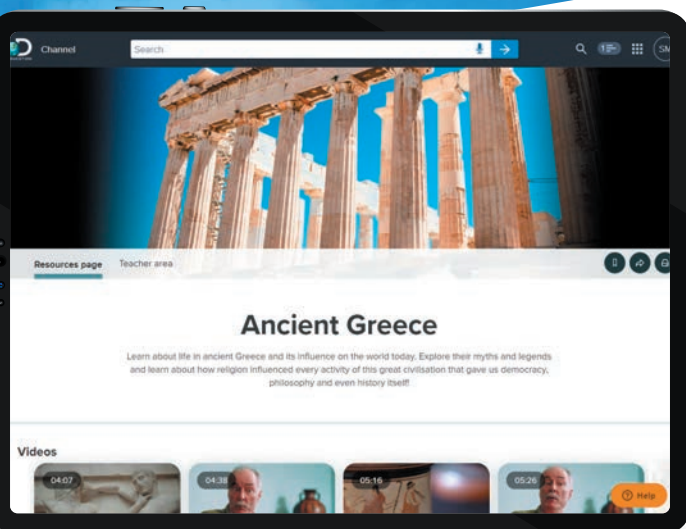 Channel
Search
SM
Resources page
Teacher area
Ancient Greece
Learn about life in ancient Greece and its influence on the world today. Explore their myths and legends
and learn about how religion influenced every activity of this great civilisation that gave us democracy,
philosophy and even history itself!
Videos
04:07
04:38
05:16
05:26
Help